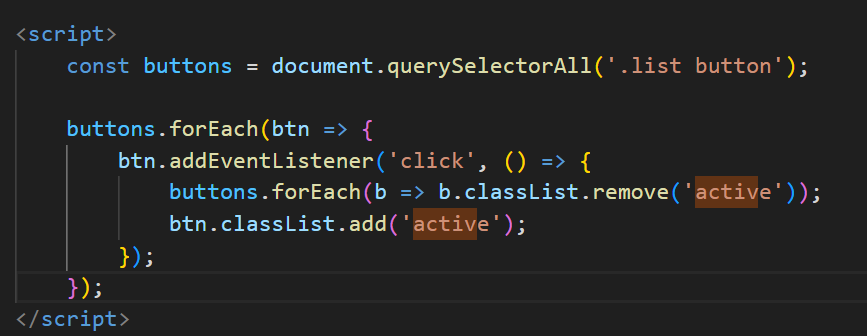 <script>
const buttons = document.querySelectorAll('.list button');
buttons.forEach(btn => {
btn.addEventListener('click', () => {
buttons.forEach(b => b.classList.remove('active'));
btn.classList.add('active');
});
});
</script>